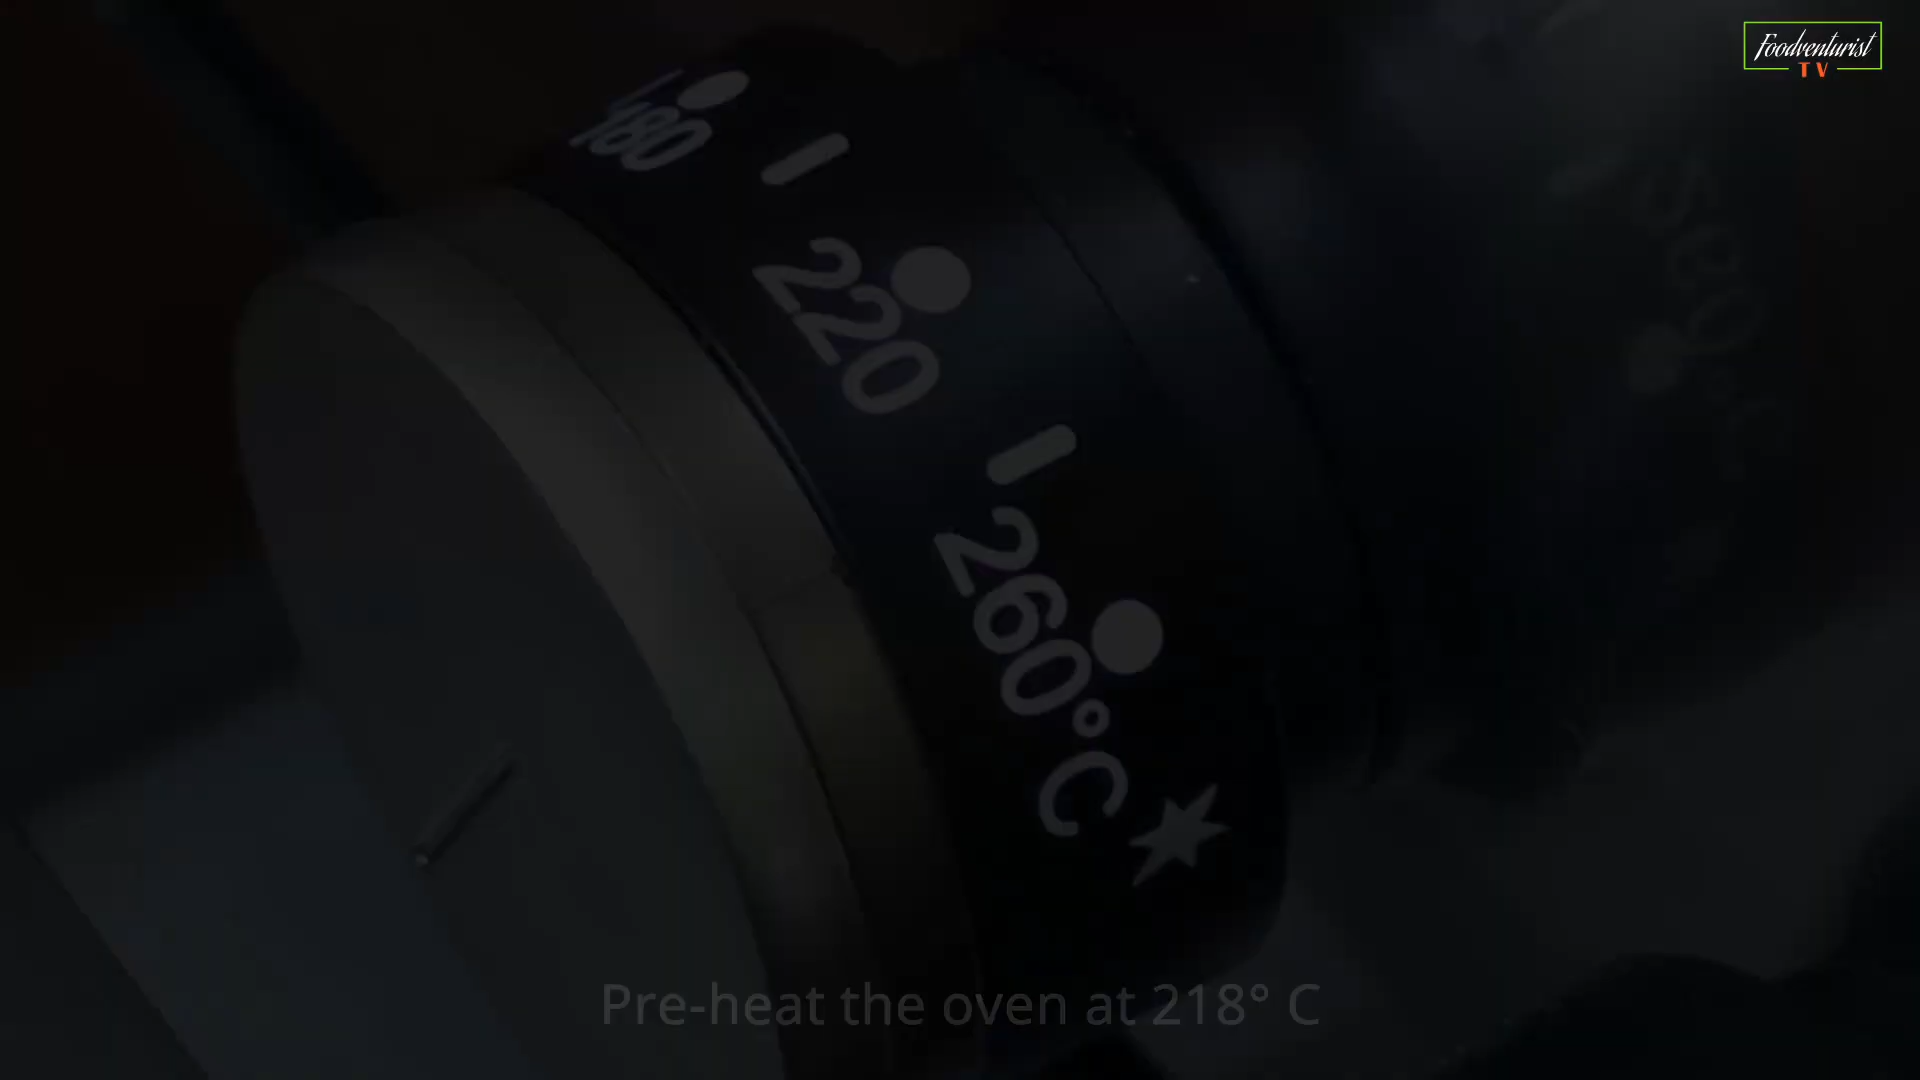 Foodventurist
TV
180
220
260°C
Pre-heat the oven at 218° C